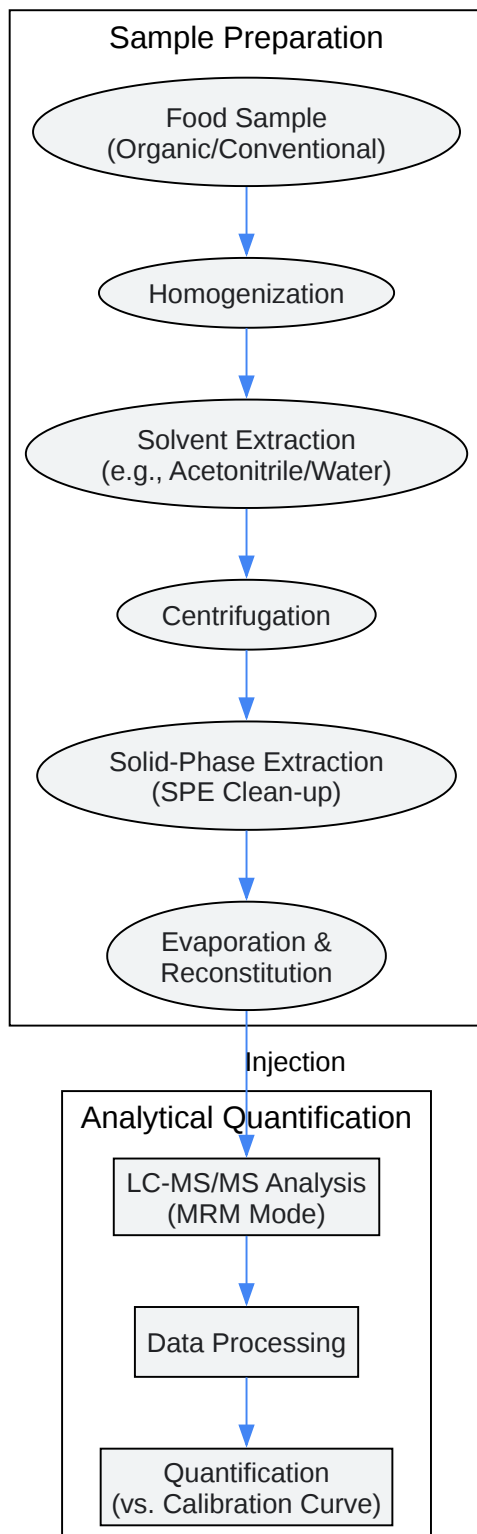 Sample Preparation
Food Sample
(Organic/Conventional)
Homogenization
Solvent Extraction
(e.g., Acetonitrile/Water)
Centrifugation
Solid-Phase Extraction
(SPE Clean-up)
Evaporation &
Reconstitution
Injection
Analytical Quantification
LC-MS/MS Analysis
(MRM Mode)
Data Processing
Quantification
(vs. Calibration Curve)